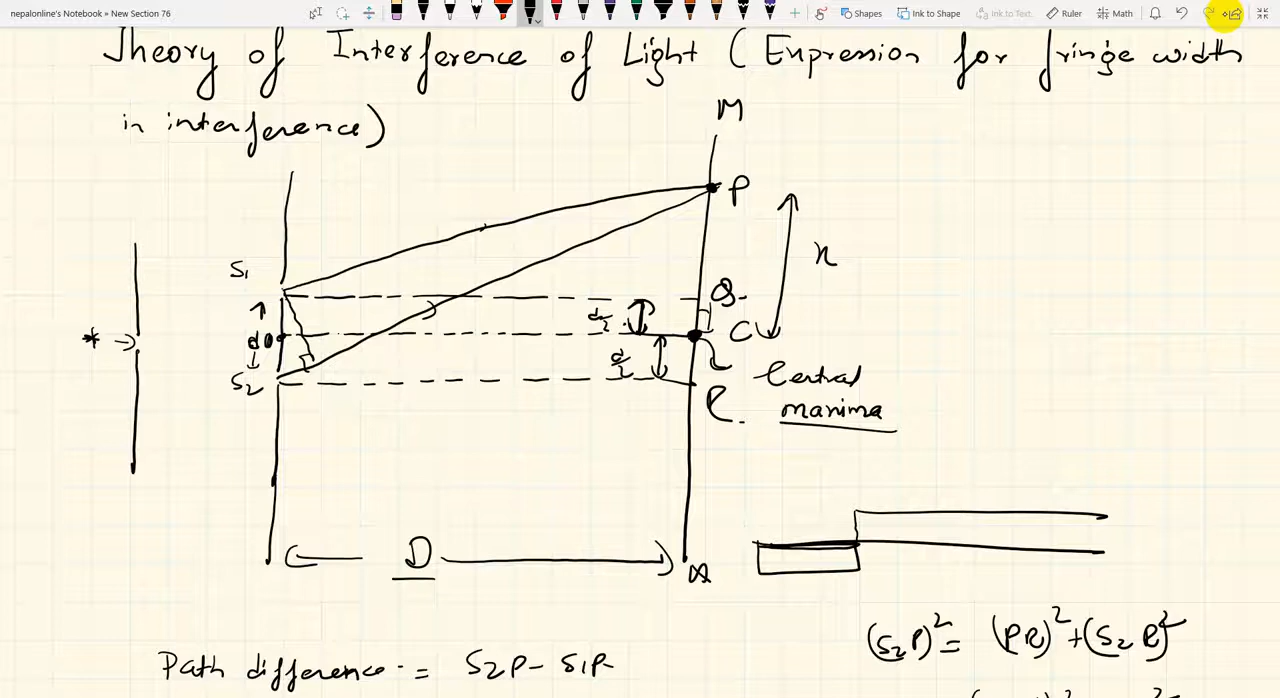 nepalonline's Notebook » New Section 76
Shapes
Ink to Shape
Ink to Text
Ruler
Math
Theory of Interference of Light (Expression for fringe width
in interference)
M
P
x
S1
Q
d/2
C
*
d
S2
d/2
Central
R
maxima
D
N
(S2P)² = (PR)² + (S2R)²
Path difference = S2P - S1P